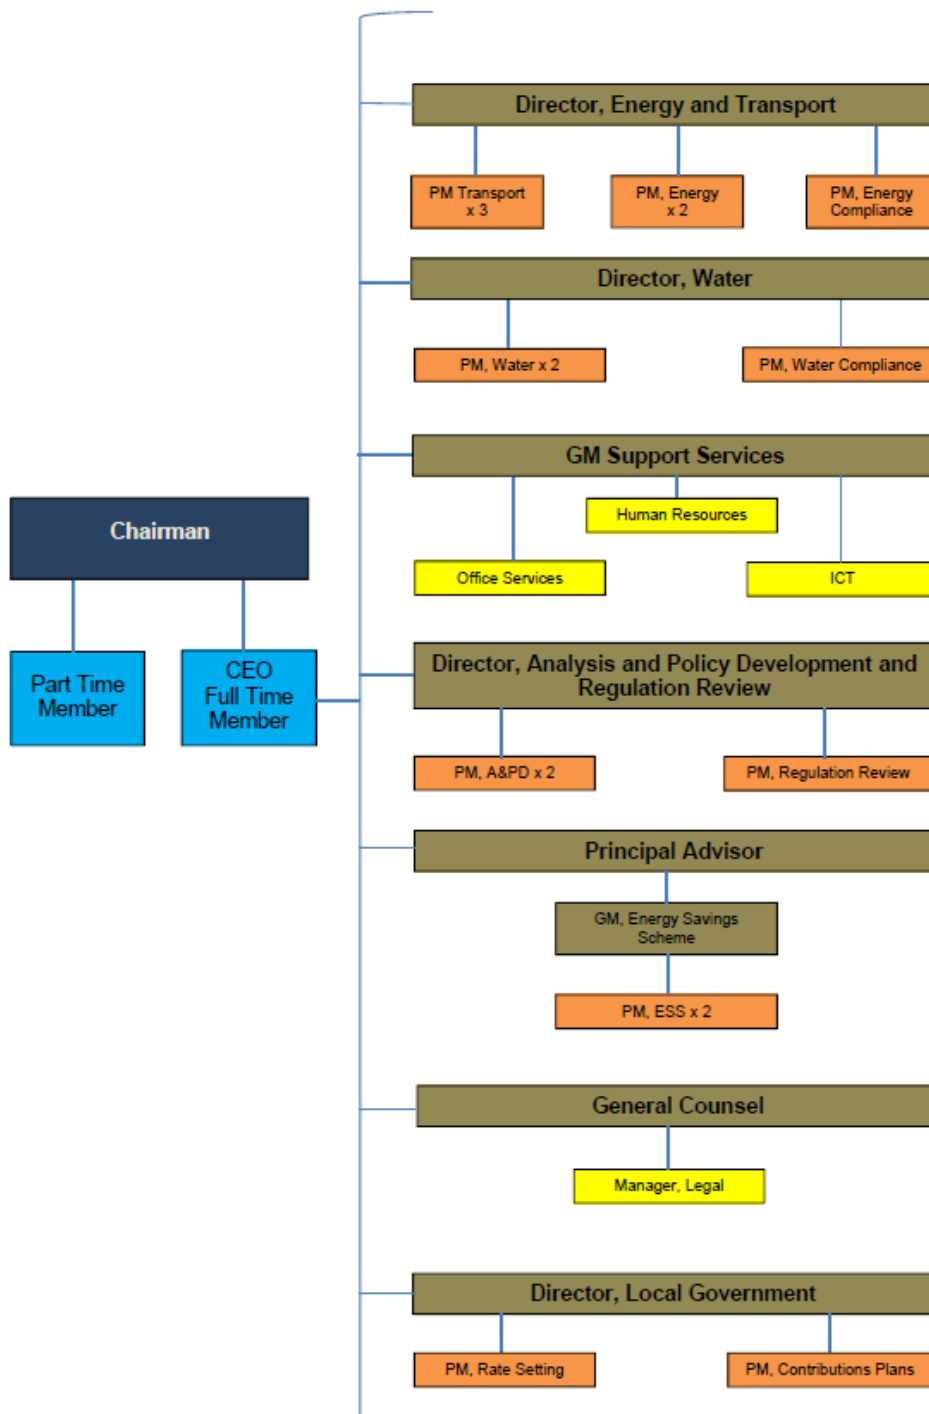 Director, Energy and Transport
PM Transport
x 3
PM, Energy
x 2
PM, Energy
Compliance
Director, Water
PM, Water x 2
PM, Water Compliance
GM Support Services
Human Resources
Office Services
ICT
Chairman
Part Time
Member
CEO
Full Time
Member
Director, Analysis and Policy Development and
Regulation Review
PM, A&PD x 2
PM, Regulation Review
Principal Advisor
GM, Energy Savings
Scheme
PM, ESS x 2
General Counsel
Manager, Legal
Director, Local Government
PM, Rate Setting
PM, Contributions Plans